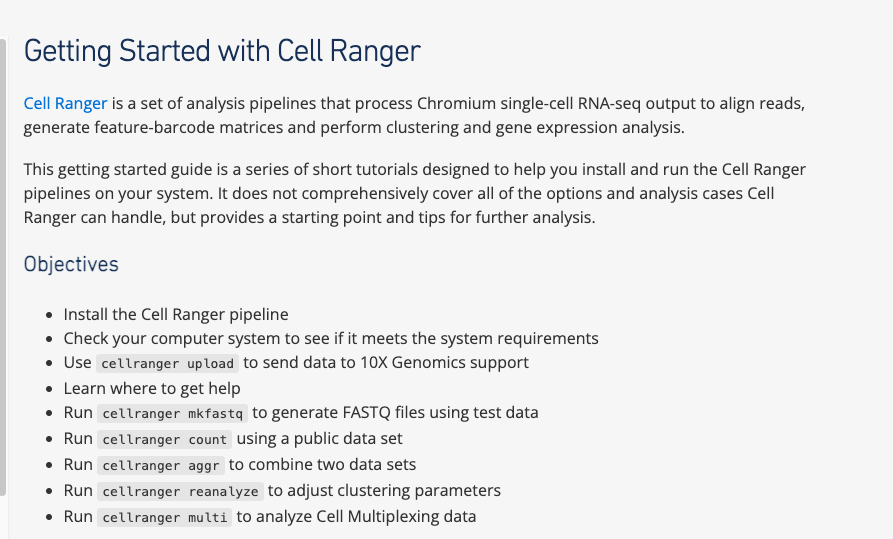 Getting Started with Cell Ranger
Cell Ranger is a set of analysis pipelines that process Chromium single-cell RNA-seq output to align reads,
generate feature-barcode matrices and perform clustering and gene expression analysis.
This getting started guide is a series of short tutorials designed to help you install and run the Cell Ranger
pipelines on your system. It does not comprehensively cover all of the options and analysis cases Cell
Ranger can handle, but provides a starting point and tips for further analysis.
Objectives
• Install the Cell Ranger pipeline
• Check your computer system to see if it meets the system requirements
• Use cellranger upload to send data to 10X Genomics support
• Learn where to get help
• Run cellranger mkfastq to generate FASTQ files using test data
• Run cellranger count using a public data set
• Run cellranger aggr to combine two data sets
• Run cellranger reanalyze to adjust clustering parameters
• Run cellranger multi to analyze Cell Multiplexing data